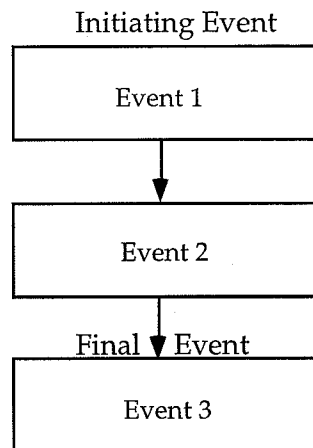 Initiating Event
Event 1
Event 2
Final Event
Event 3